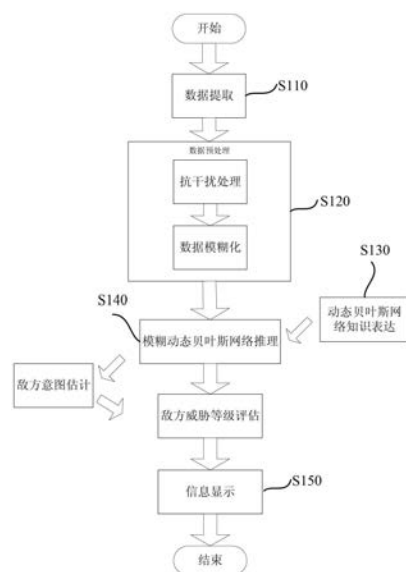 开始
数据提取
S110
数据预处理
抗干扰处理
S120
数据模糊化
S130
S140
动态贝叶斯网
络知识表达
模糊动态贝叶斯网络推理
敌方意图估计
敌方威胁等级评估
信息显示
S150
结束